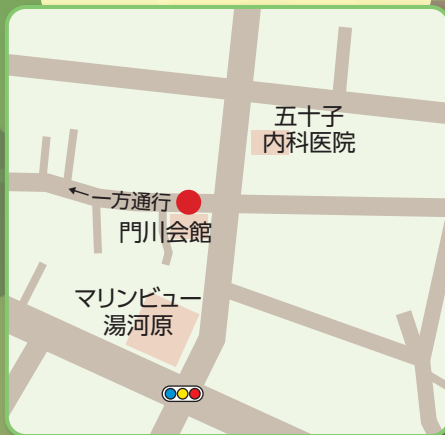 五十子
内科医院
←一方通行
門川会館
マリンビュー
湯河原